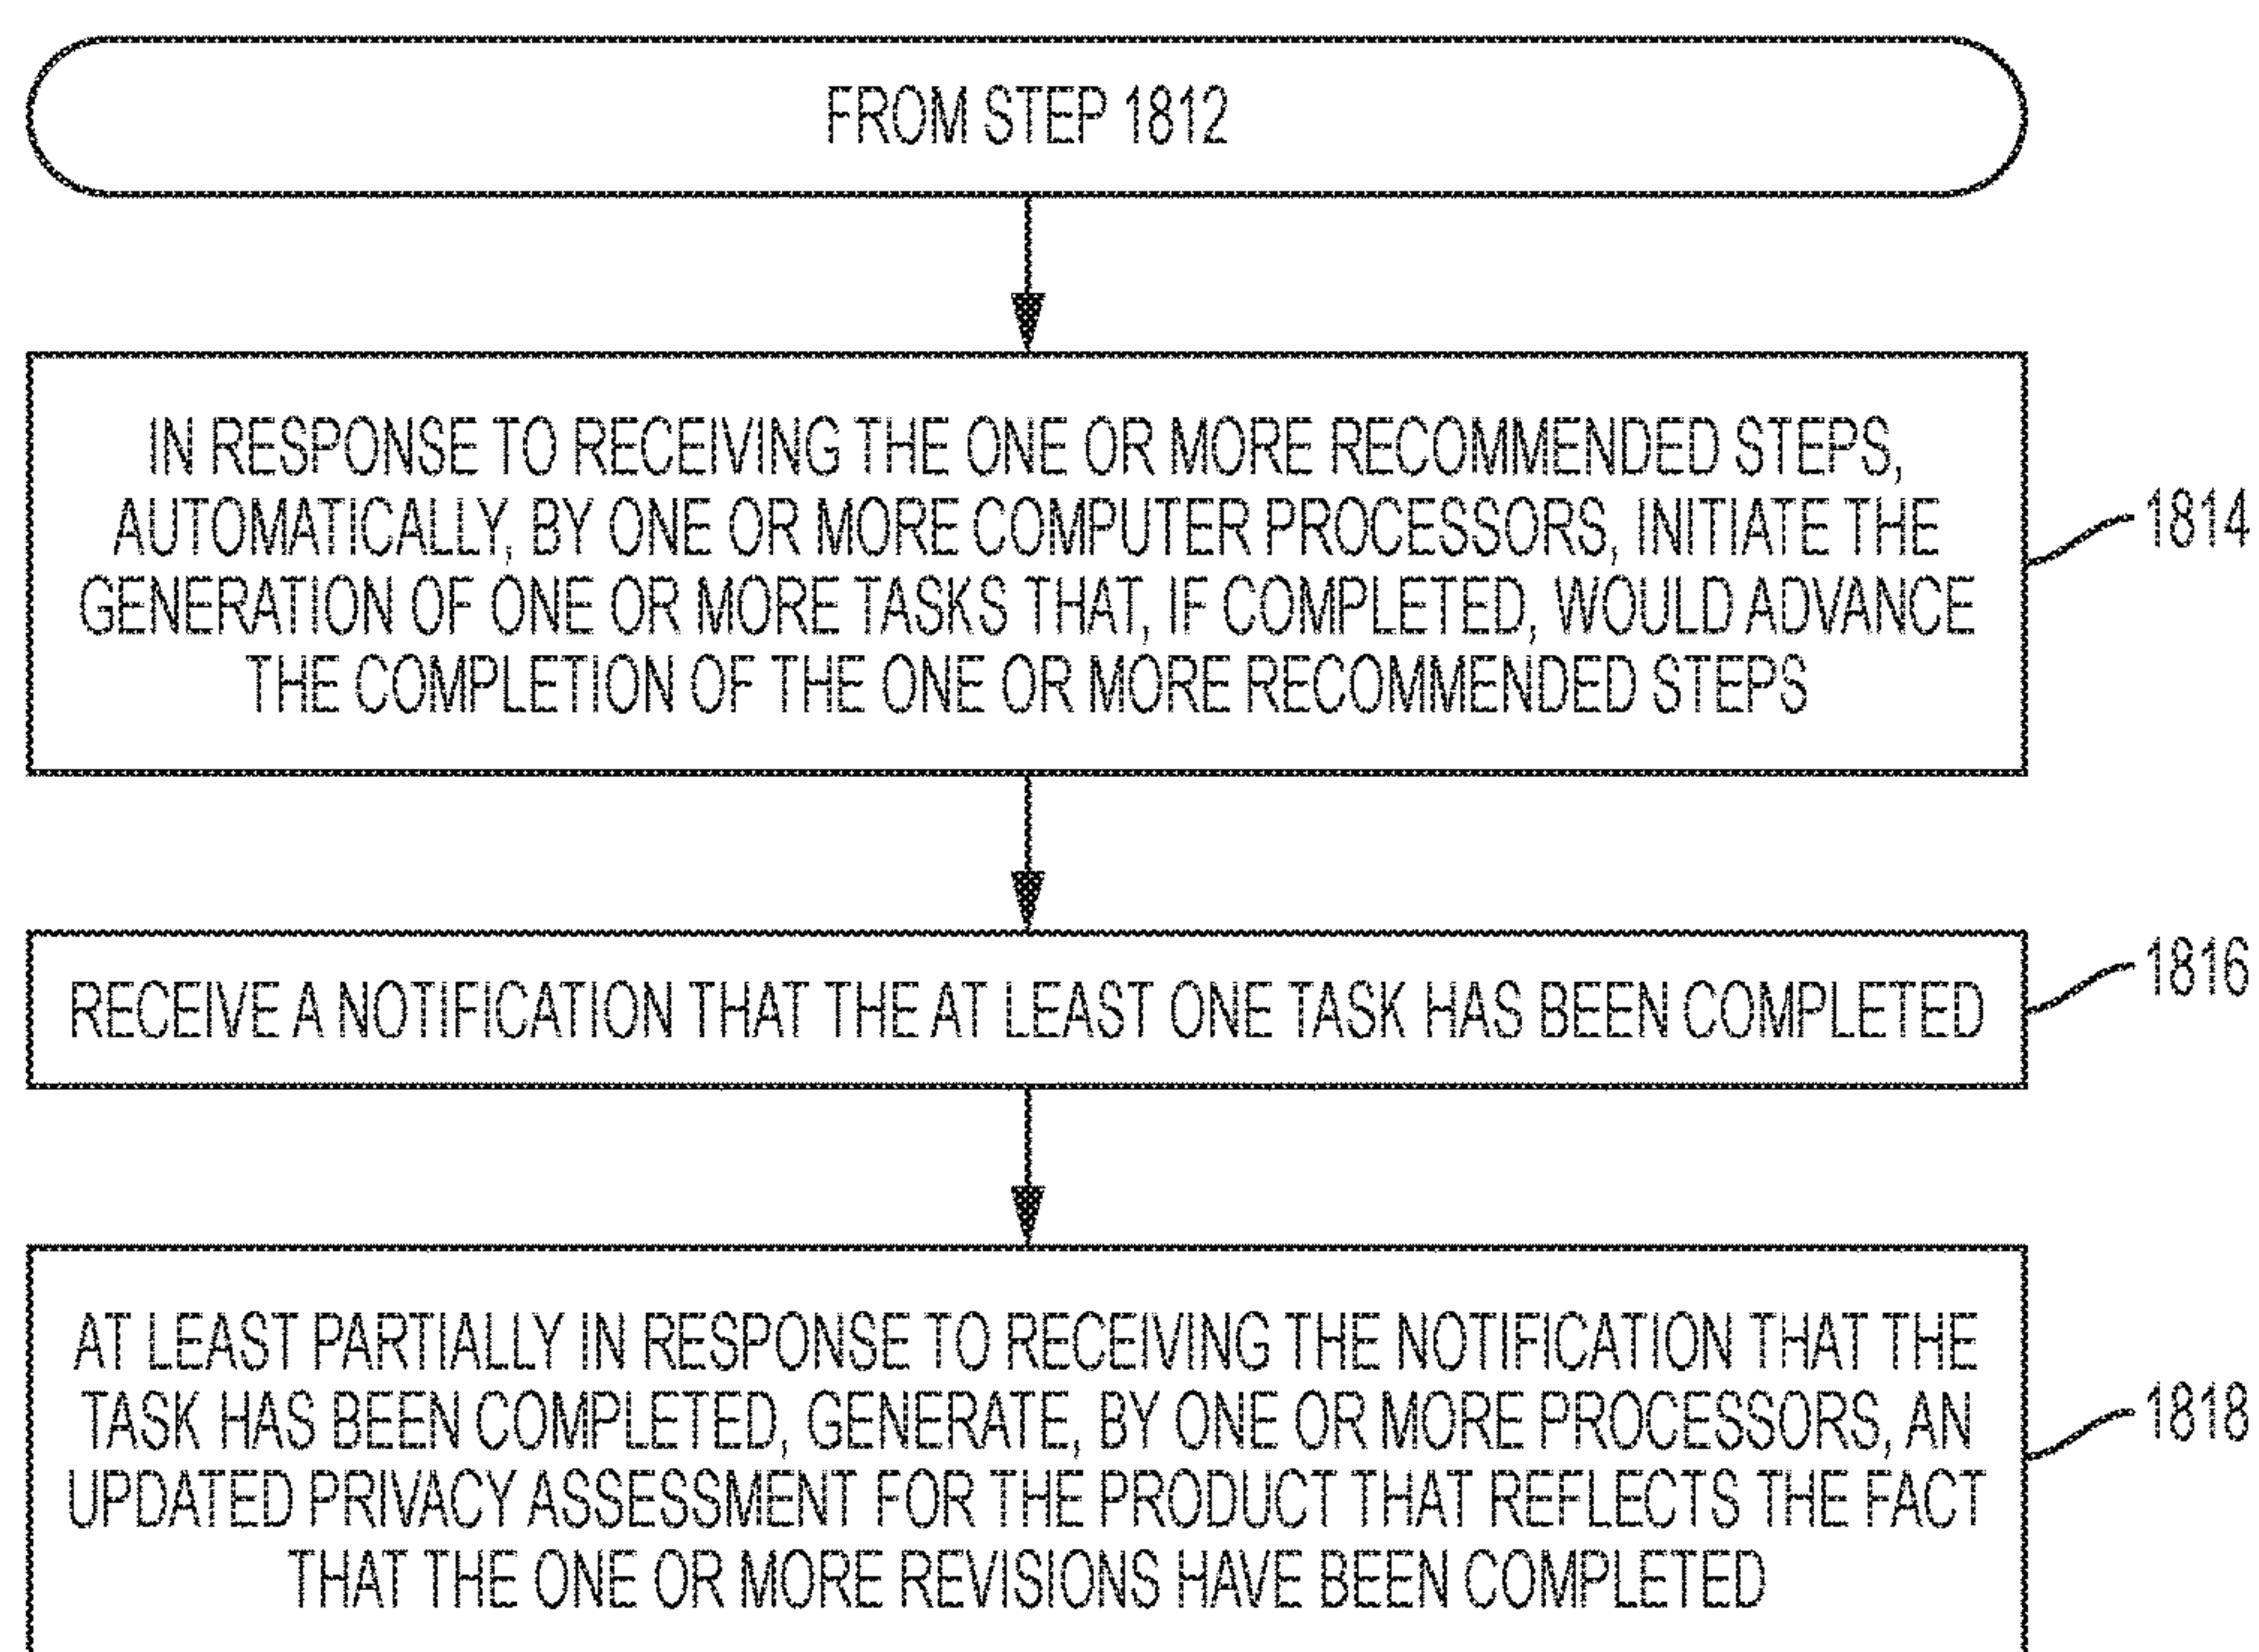 FROM STEP 1812
IN RESPONSE TO RECEIVING THE ONE OR MORE RECOMMENDED STEPS,
AUTOMATICALLY, BY ONE OR MORE COMPUTER PROCESSORS, INITIATE THE
GENERATION OF ONE OR MORE TASKS THAT, IF COMPLETED, WOULD ADVANCE
THE COMPLETION OF THE ONE OR MORE RECOMMENDED STEPS
1814
RECEIVE A NOTIFICATION THAT THE AT LEAST ONE TASK HAS BEEN COMPLETED
1816
AT LEAST PARTIALLY IN RESPONSE TO RECEIVING THE NOTIFICATION THAT THE
TASK HAS BEEN COMPLETED, GENERATE, BY ONE OR MORE PROCESSORS, AN
UPDATED PRIVACY ASSESSMENT FOR THE PRODUCT THAT REFLECTS THE FACT
THAT THE ONE OR MORE REVISIONS HAVE BEEN COMPLETED
1818